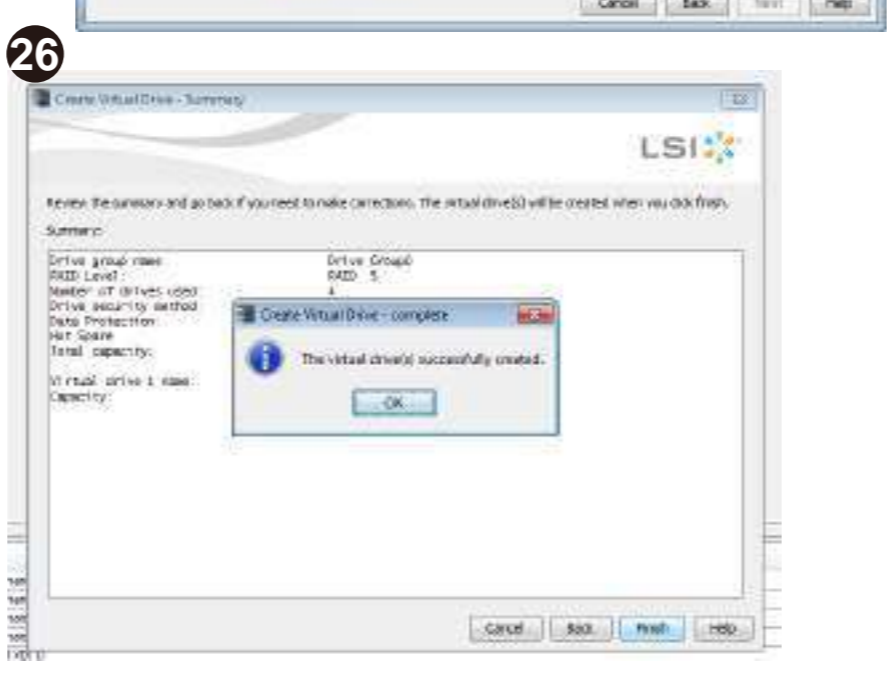 Cancel Back Next Help
26
Create Virtual Drive - Summary
LSI
Review the summary and go back if you need to make corrections. The virtual drive(s) will be created when you click finish.
Summary:
Drive group name: Drive Group0
RAID Level: RAID 5
Number of drives used: 4
Drive security method
Data Protection
Hot Spare
Total capacity:
Virtual drive 1 name:
Capacity:
Create Virtual Drive - complete
The virtual drive(s) successfully created.
OK
Cancel Back Finish Help